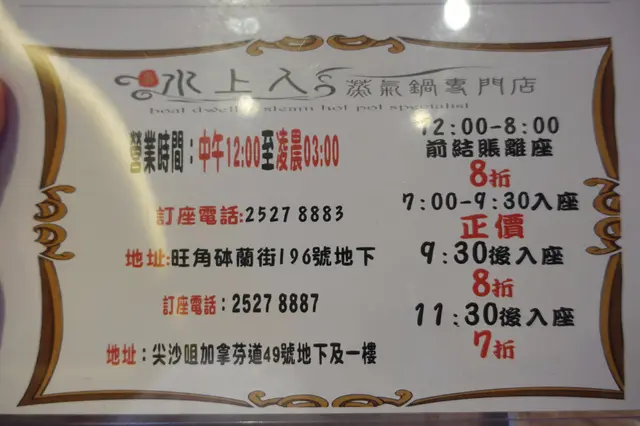 水上人 蒸氣鍋專門店
boat dweller steam hot pot specialist
營業時間：中午12:00至凌晨03:00
訂座電話:2527 8883
地址:旺角砵蘭街196號地下
訂座電話：2527 8887
地址：尖沙咀加拿芬道49號地下及一樓
12:00-8:00
前結賬離座
8折
7:00-9:30入座
正價
9:30後入座
8折
11:30後入座
7折